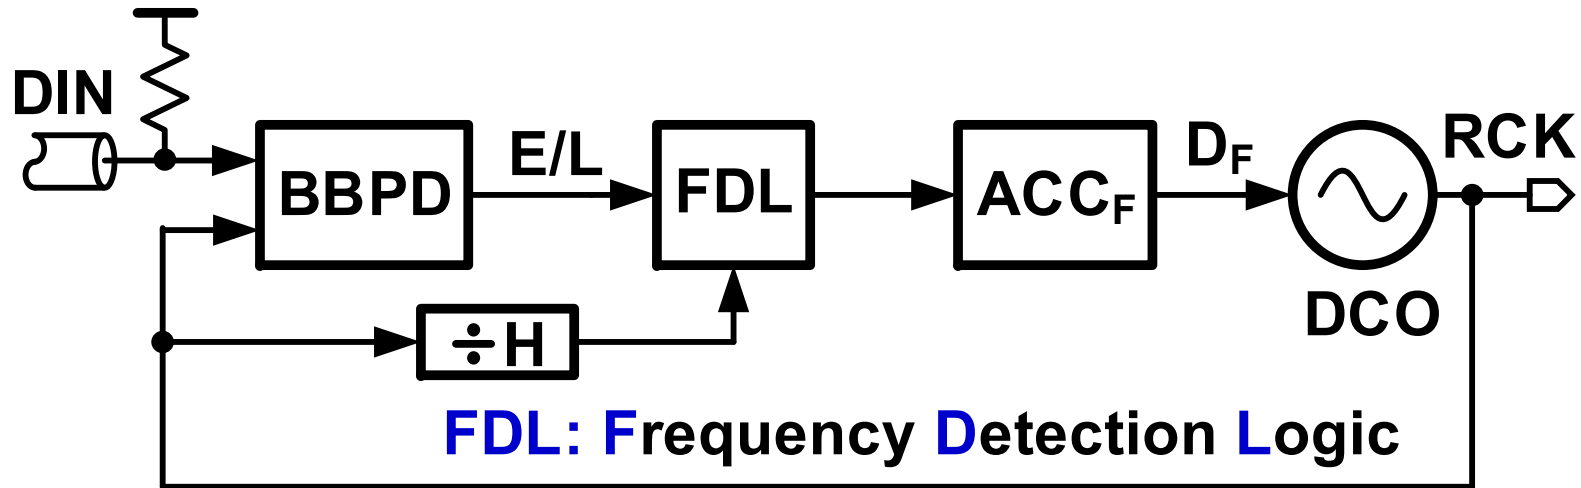 DIN
BBPD
E/L
FDL
ACCF
DF
RCK
DCO
÷H
FDL: Frequency Detection Logic